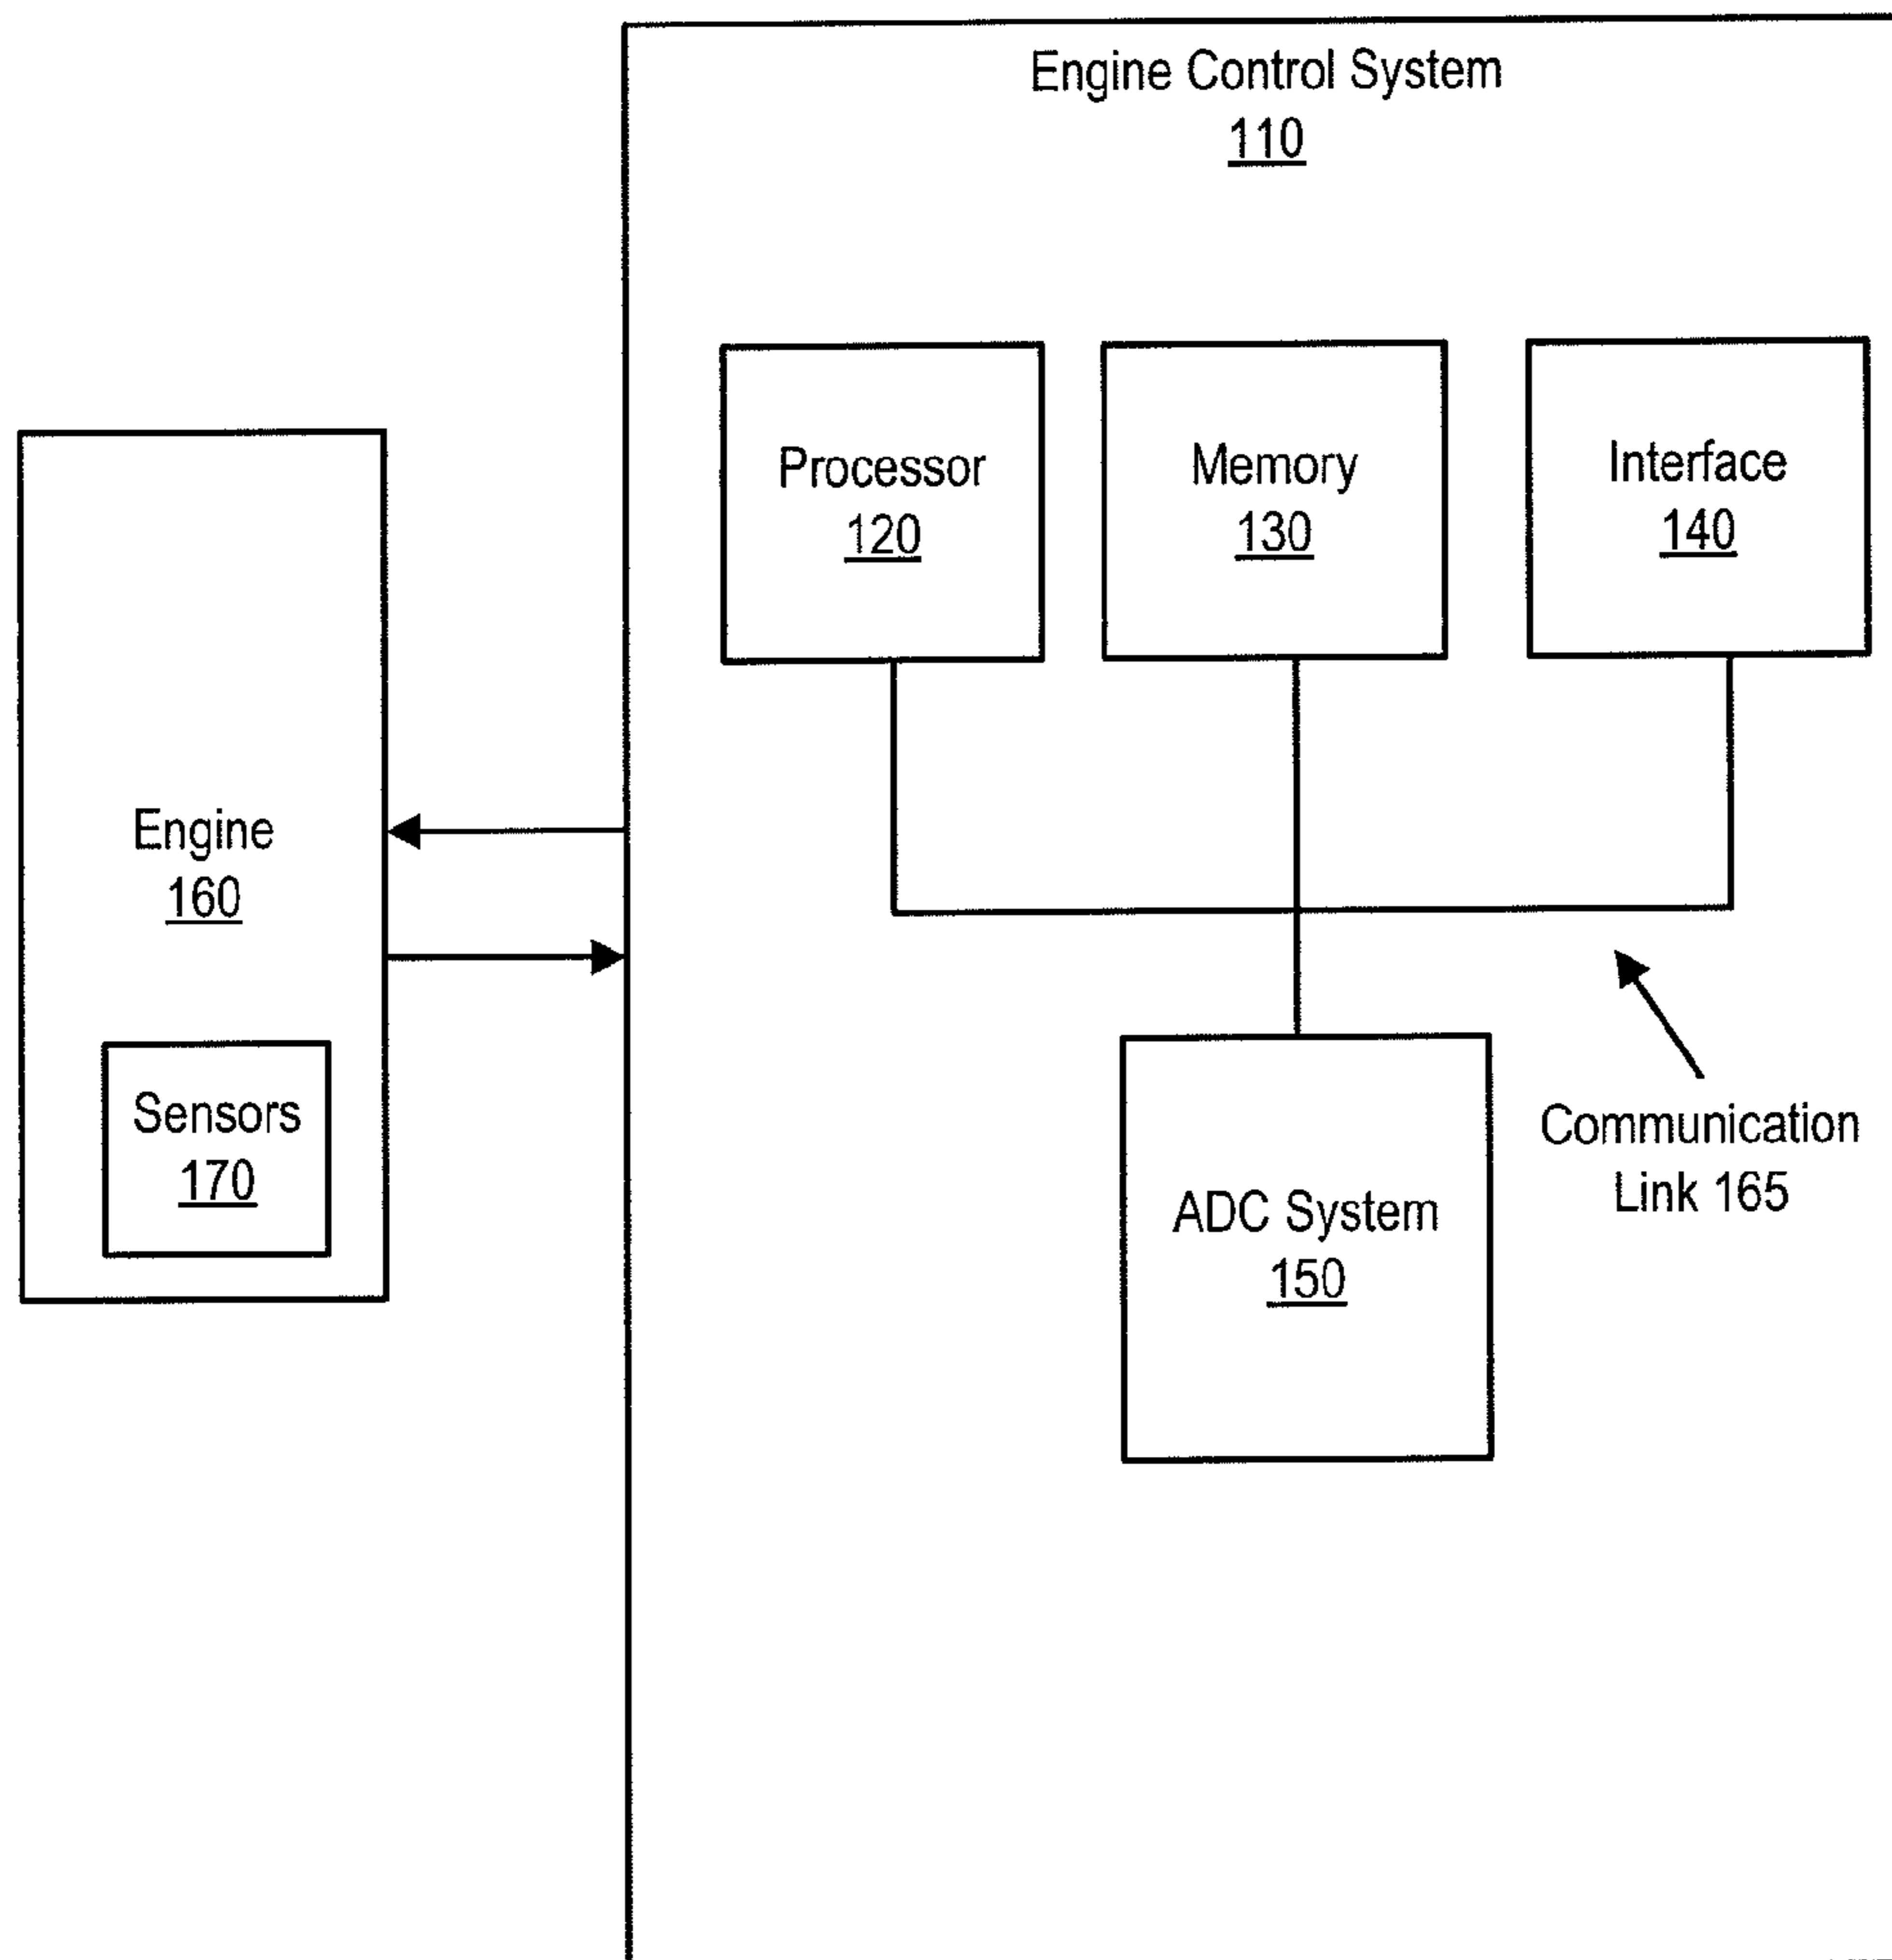 Engine Control System
110
Processor
120
Memory
130
Interface
140
Engine
160
Sensors
170
ADC System
150
Communication
Link 165